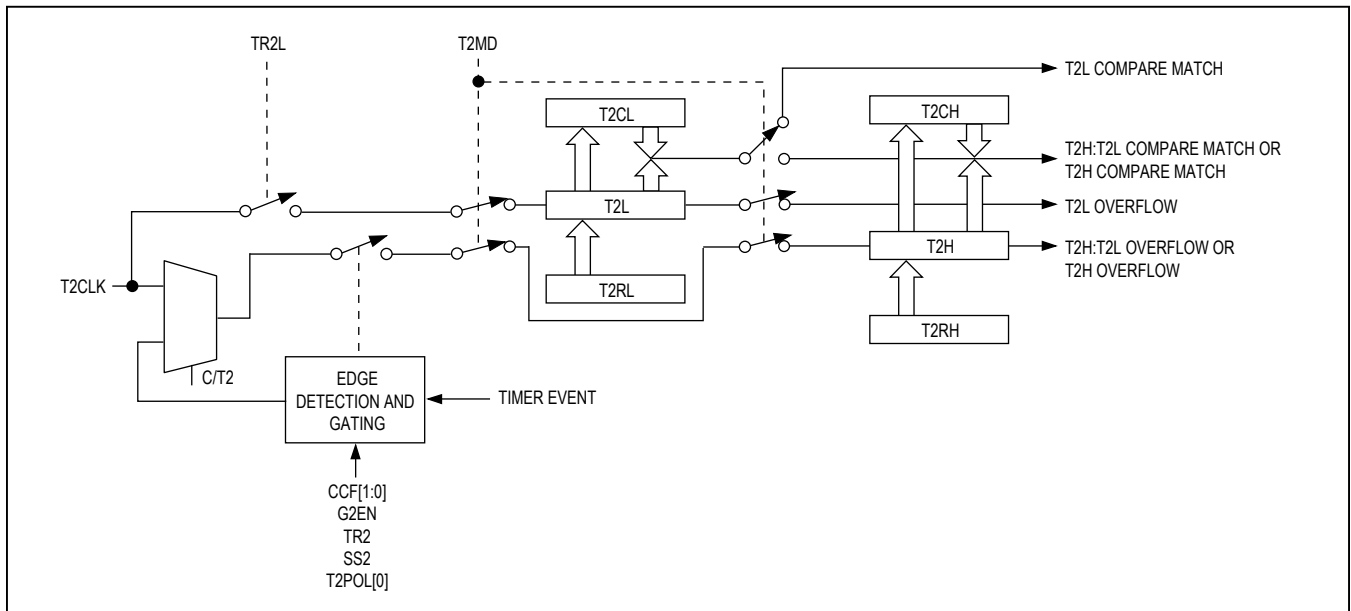 TR2L
T2MD
T2L COMPARE MATCH
T2CL
T2CH
T2H:T2L COMPARE MATCH OR
T2H COMPARE MATCH
T2L
T2L OVERFLOW
T2H
T2H:T2L OVERFLOW OR
T2H OVERFLOW
T2CLK
T2RL
T2RH
C/T2
EDGE
DETECTION AND
GATING
TIMER EVENT
CCF[1:0]
G2EN
TR2
SS2
T2POL[0]